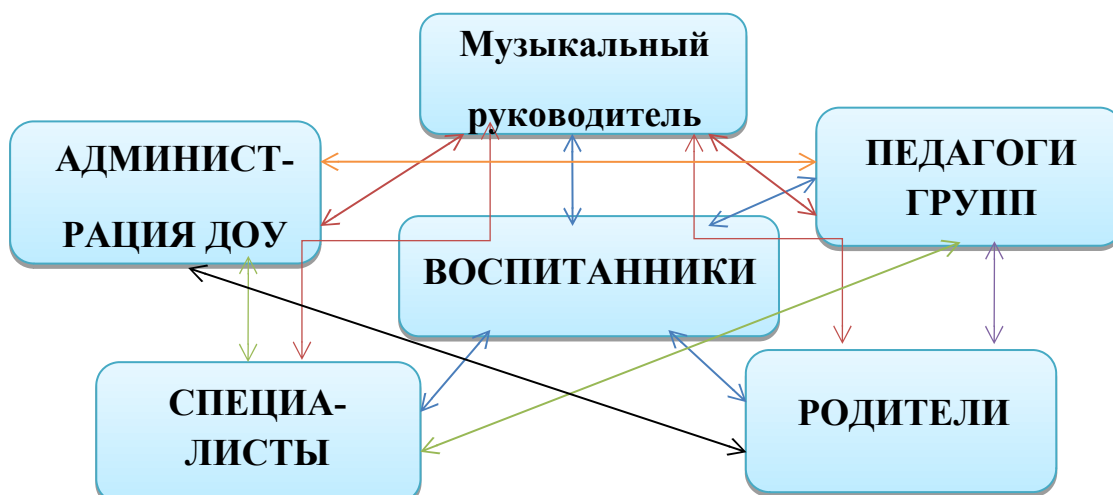 Музыкальный
руководитель
АДМИНИСТ-
РАЦИЯ ДОУ
ПЕДАГОГИ
ГРУПП
ВОСПИТАННИКИ
СПЕЦИА-
ЛИСТЫ
РОДИТЕЛИ